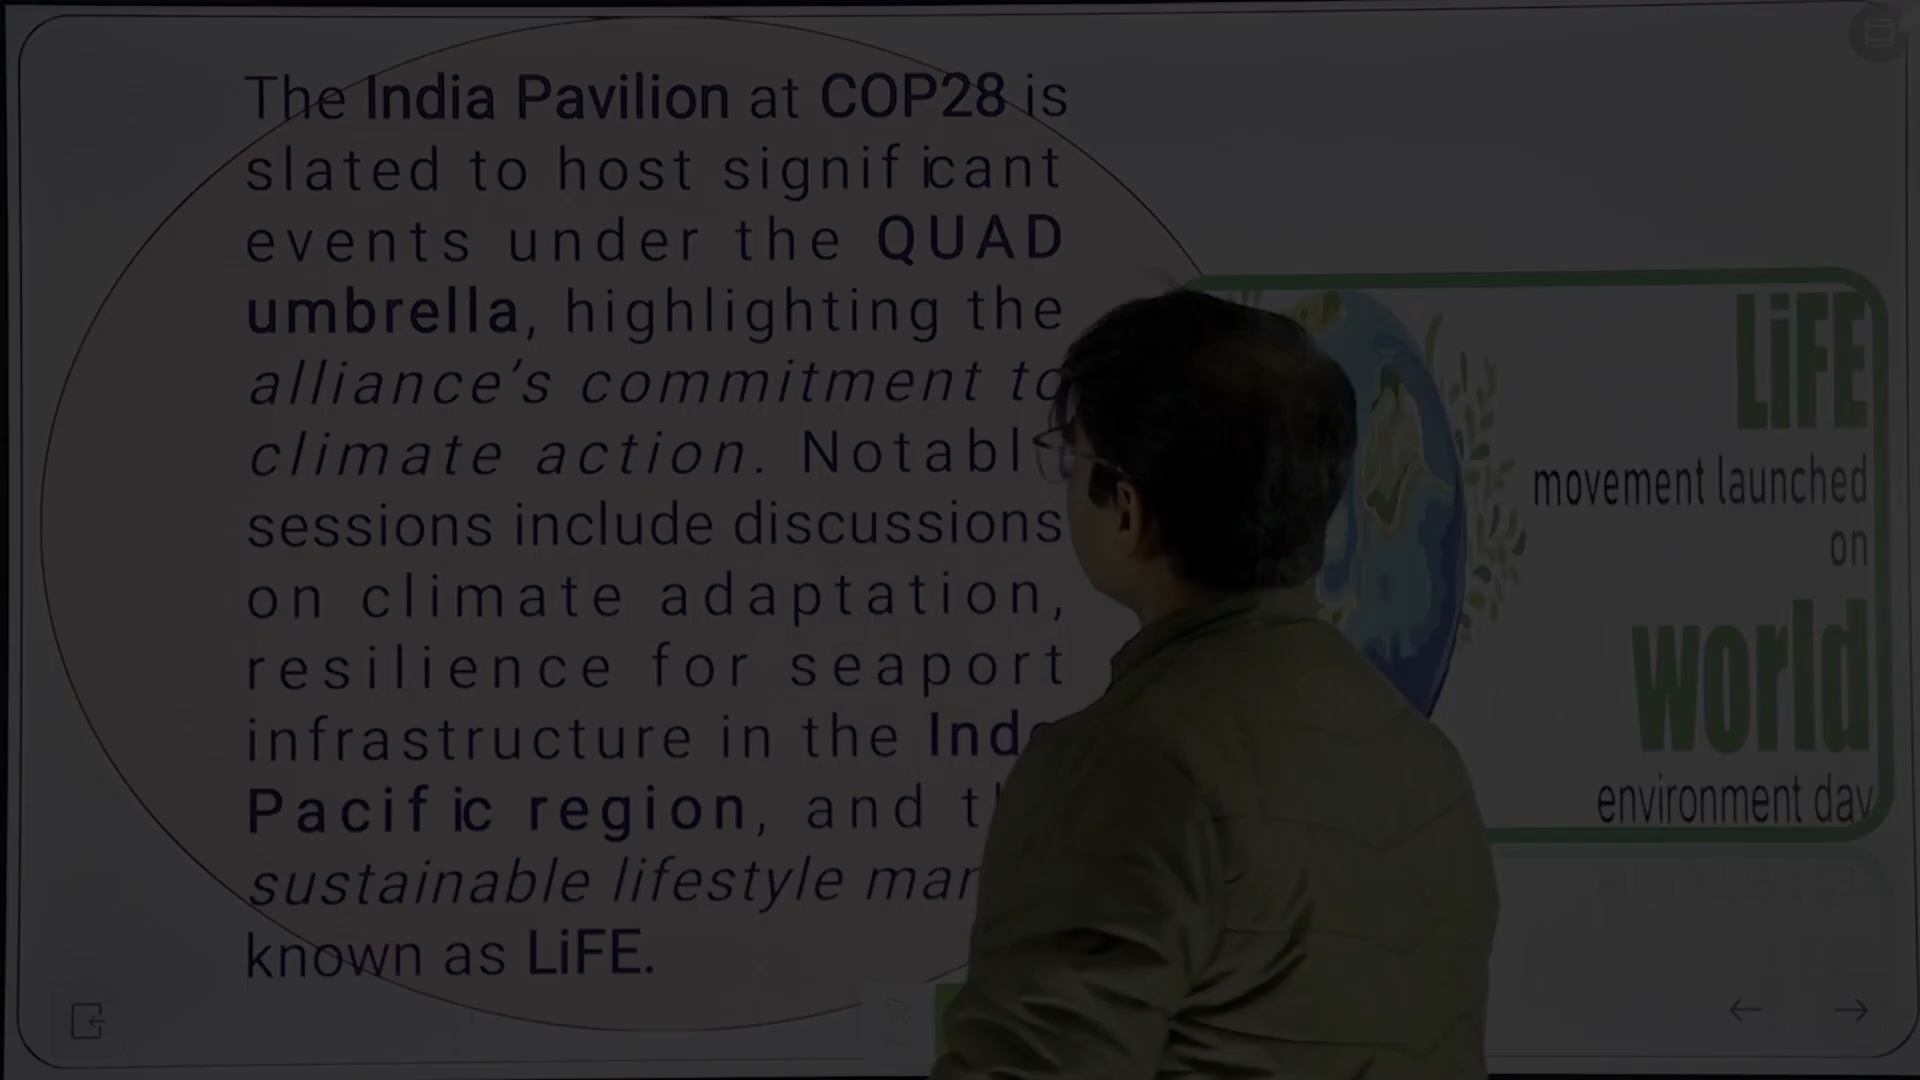 The India Pavilion at COP28 is
slated to host significant
events under the QUAD
umbrella, highlighting the
alliance's commitment to
climate action. Notabl
sessions include discussions
on climate adaptation,
resilience for seaport
infrastructure in the Indo
Pacific region, and
sustainable lifestyle
known as LiFE.
LiFE
movement launched
on
world
environment day